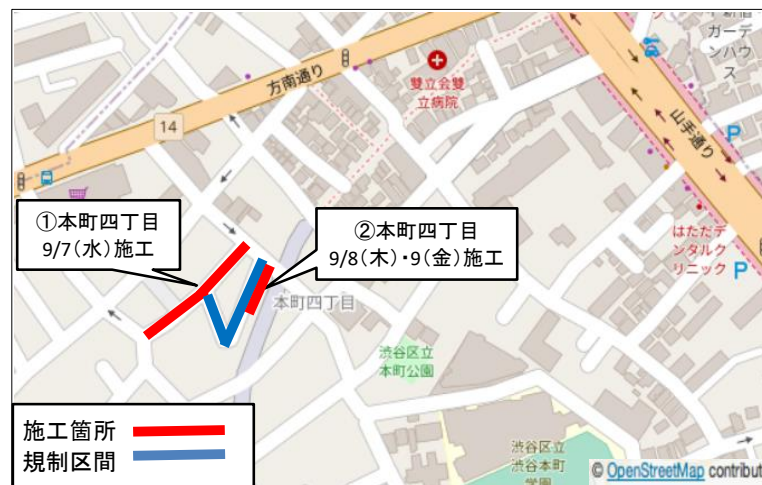 新宿
ガーデ
ンハウ
ス
方南通り
雙立会雙
立病院
14
山手通り
P
①本町四丁目
9/7(水)施工
②本町四丁目
9/8(木)・9(金)施工
はただデ
ンタルク
リニック
P
本町四丁目
渋谷区立
本町公園
施工箇所
規制区間
渋谷区立
渋谷本町
学園
© OpenStreetMap contribut